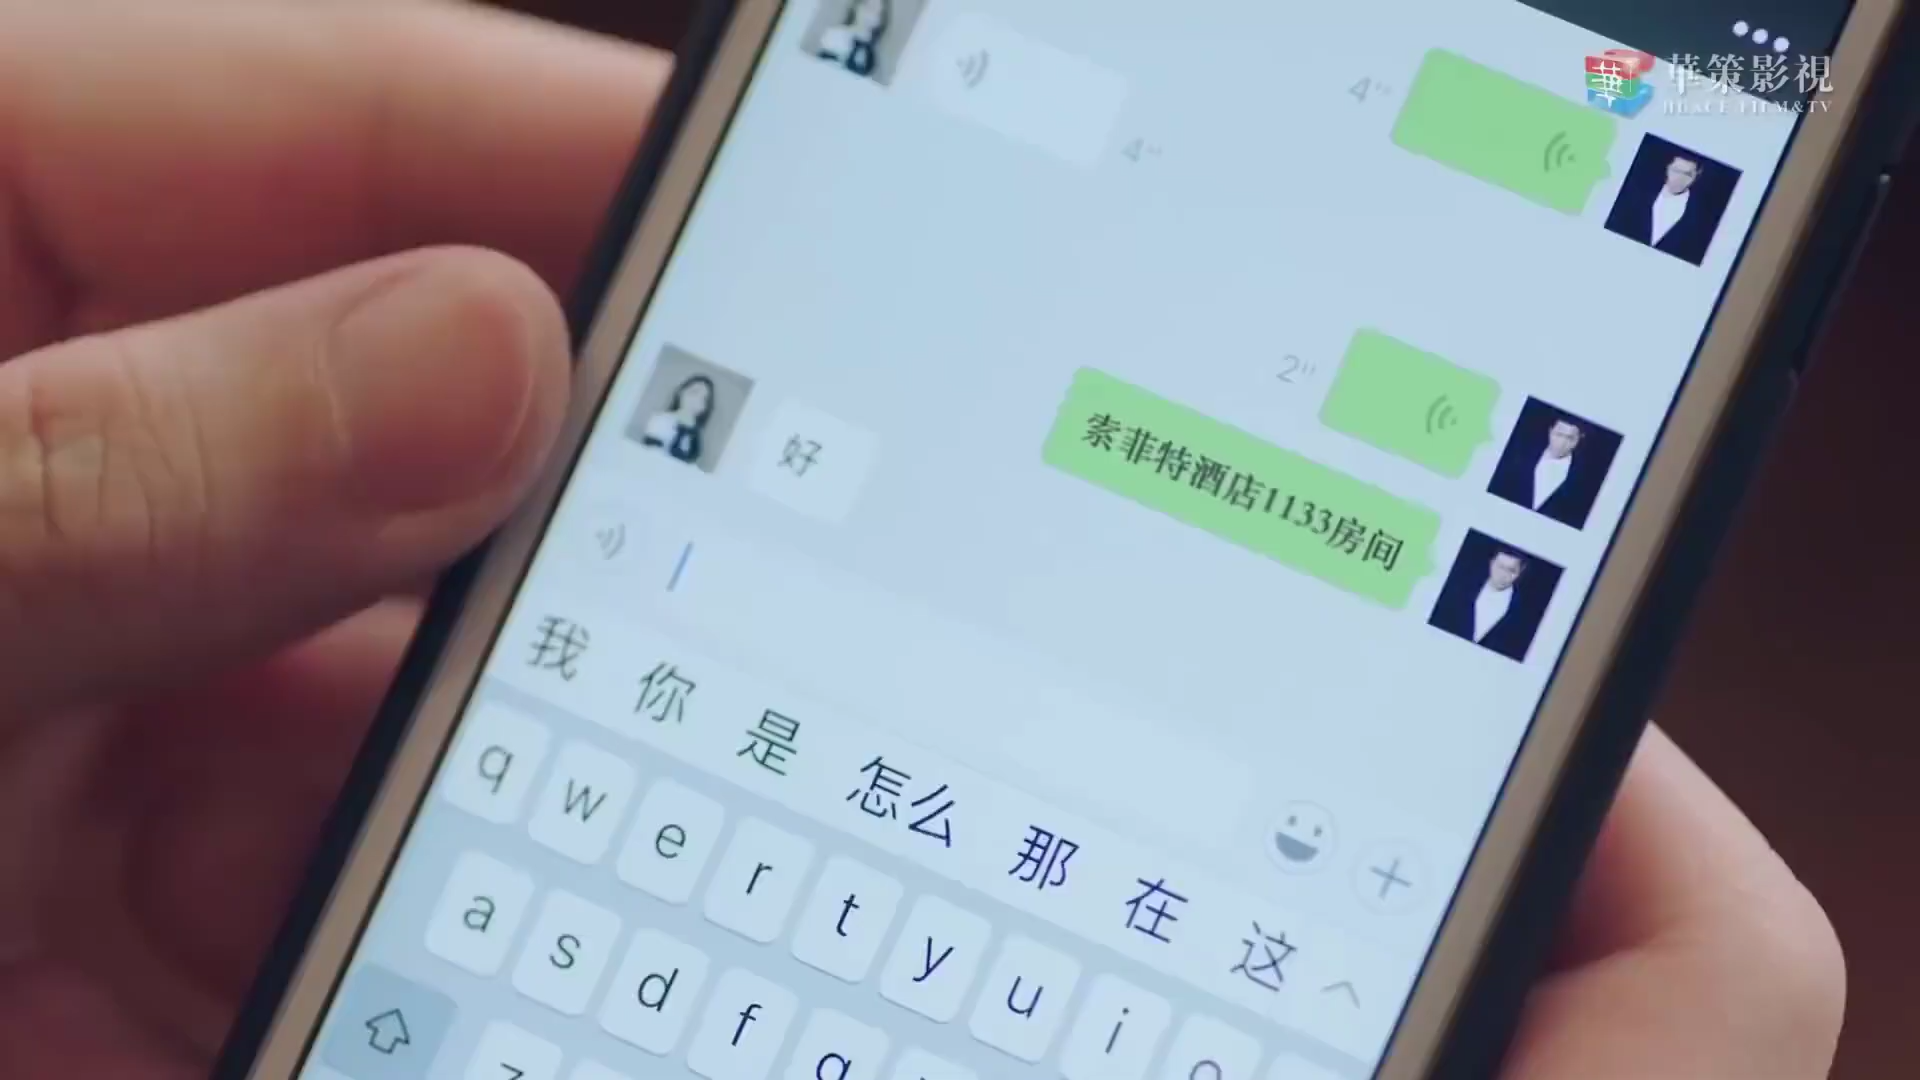 華策影視
HUACE FILM&TV
4"
4"
2"
索菲特酒店1133房间
好
我 你 是 怎么 那 在 这
q w e r t y u i o
a s d f g
z